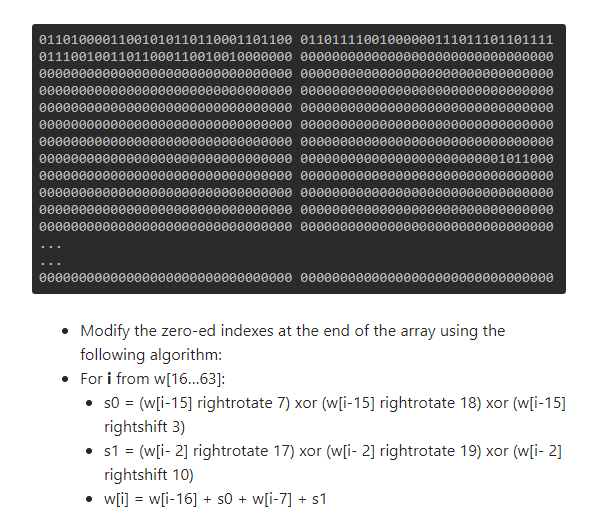 01101000011001010110110001101100 01101111001000000111011101101111
01110010011011000110010010000000 00000000000000000000000000000000
00000000000000000000000000000000 00000000000000000000000000000000
00000000000000000000000000000000 00000000000000000000000000000000
00000000000000000000000000000000 00000000000000000000000000000000
00000000000000000000000000000000 00000000000000000000000000000000
00000000000000000000000000000000 00000000000000000000000000000000
00000000000000000000000000000000 00000000000000000000000001011000
00000000000000000000000000000000 00000000000000000000000000000000
00000000000000000000000000000000 00000000000000000000000000000000
00000000000000000000000000000000 00000000000000000000000000000000
00000000000000000000000000000000 00000000000000000000000000000000
...
...
00000000000000000000000000000000 00000000000000000000000000000000
• Modify the zero-ed indexes at the end of the array using the
following algorithm:
• For i from w[16...63]:
• s0 = (w[i-15] rightrotate 7) xor (w[i-15] rightrotate 18) xor (w[i-15]
rightshift 3)
• s1 = (w[i- 2] rightrotate 17) xor (w[i- 2] rightrotate 19) xor (w[i- 2]
rightshift 10)
• w[i] = w[i-16] + s0 + w[i-7] + s1